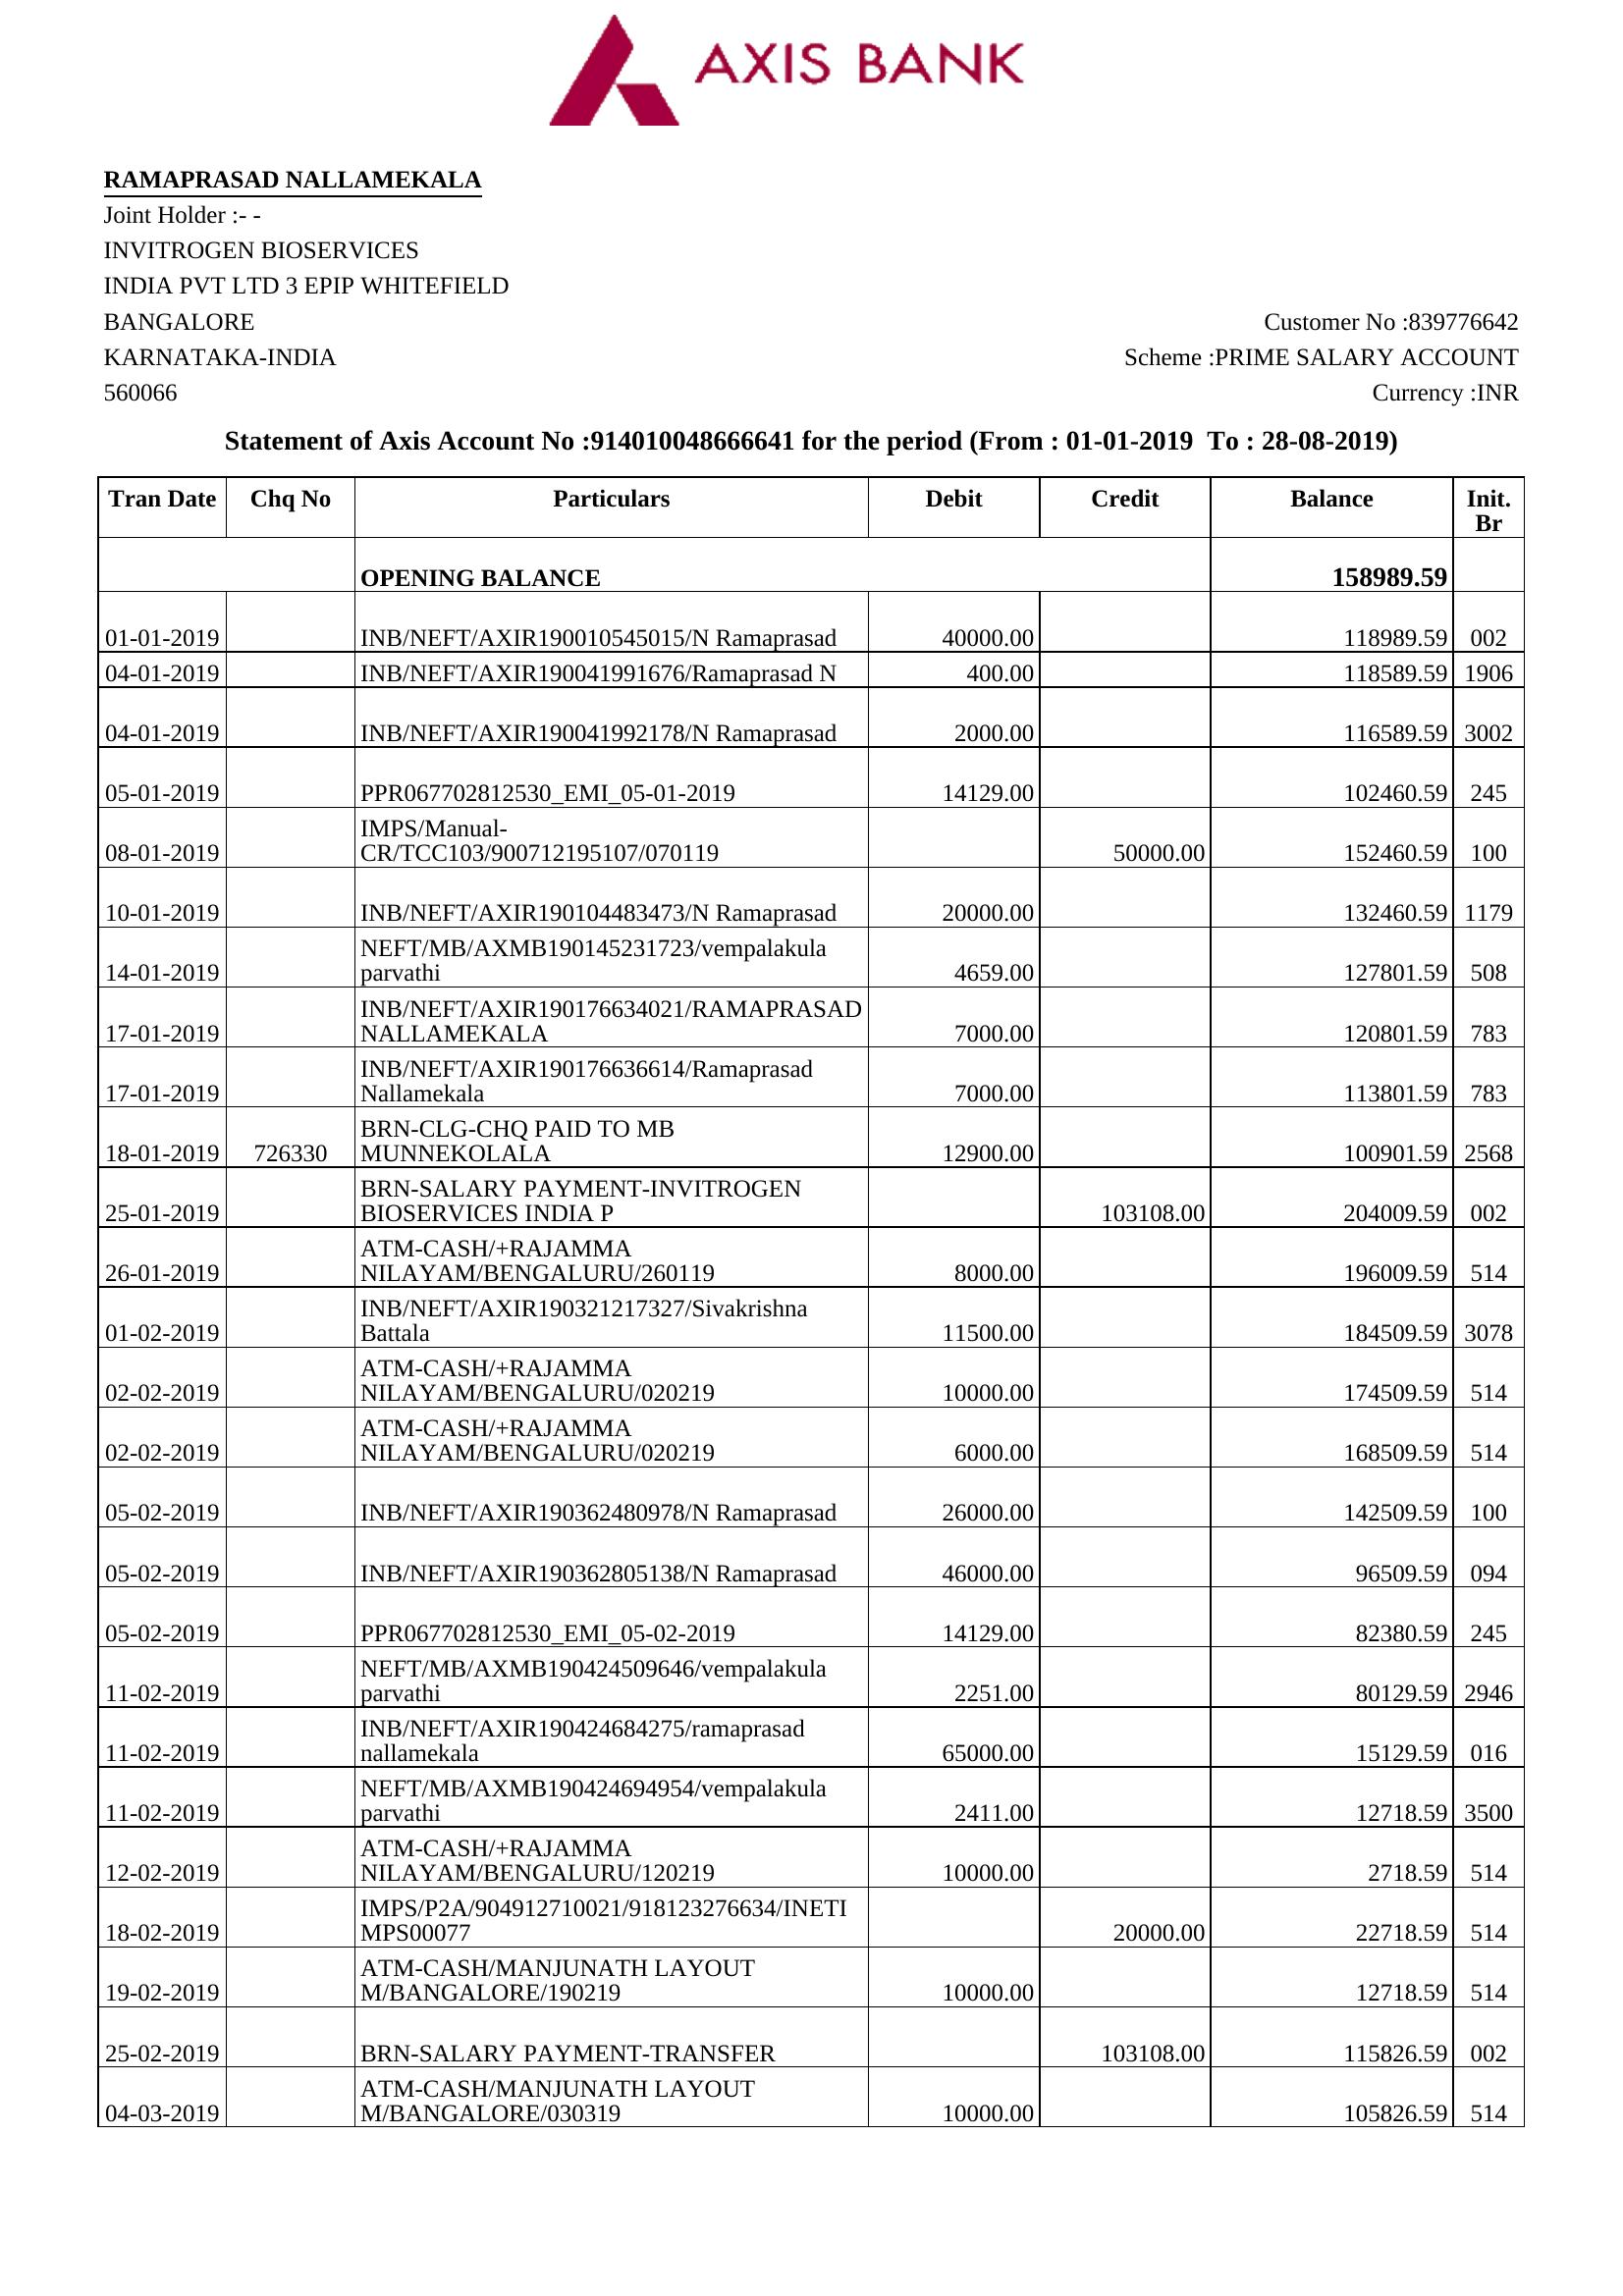 AXIS BANK
RAMAPRASAD NALLAMEKALA
Joint Holder :- -
INVITROGEN BIOSERVICES
INDIA PVT LTD 3 EPIP WHITEFIELD
BANGALORE Customer No :839776642
KARNATAKA-INDIA Scheme :PRIME SALARY ACCOUNT
560066 Currency :INR
Statement of Axis Account No :914010048666641 for the period (From : 01-01-2019 To : 28-08-2019)
Tran Date Chq No Particulars Debit Credit Balance Init.
Br
OPENING BALANCE 158989.59
01-01-2019 INB/NEFT/AXIR190010545015/N Ramaprasad 40000.00 118989.59 002
04-01-2019 INB/NEFT/AXIR190041991676/Ramaprasad N 400.00 118589.59 1906
04-01-2019 INB/NEFT/AXIR190041992178/N Ramaprasad 2000.00 116589.59 3002
05-01-2019 PPR067702812530_EMI_05-01-2019 14129.00 102460.59 245
IMPS/Manual-
08-01-2019 CR/TCC103/900712195107/070119 50000.00 152460.59 100
10-01-2019 INB/NEFT/AXIR190104483473/N Ramaprasad 20000.00 132460.59 1179
NEFT/MB/AXMB190145231723/vempalakula
14-01-2019 parvathi 4659.00 127801.59 508
INB/NEFT/AXIR190176634021/RAMAPRASAD
17-01-2019 NALLAMEKALA 7000.00 120801.59 783
INB/NEFT/AXIR190176636614/Ramaprasad
17-01-2019 Nallamekala 7000.00 113801.59 783
BRN-CLG-CHQ PAID TO MB
18-01-2019 726330 MUNNEKOLALA 12900.00 100901.59 2568
BRN-SALARY PAYMENT-INVITROGEN
25-01-2019 BIOSERVICES INDIA P 103108.00 204009.59 002
ATM-CASH/+RAJAMMA
26-01-2019 NILAYAM/BENGALURU/260119 8000.00 196009.59 514
INB/NEFT/AXIR190321217327/Sivakrishna
01-02-2019 Battala 11500.00 184509.59 3078
ATM-CASH/+RAJAMMA
02-02-2019 NILAYAM/BENGALURU/020219 10000.00 174509.59 514
ATM-CASH/+RAJAMMA
02-02-2019 NILAYAM/BENGALURU/020219 6000.00 168509.59 514
05-02-2019 INB/NEFT/AXIR190362480978/N Ramaprasad 26000.00 142509.59 100
05-02-2019 INB/NEFT/AXIR190362805138/N Ramaprasad 46000.00 96509.59 094
05-02-2019 PPR067702812530_EMI_05-02-2019 14129.00 82380.59 245
NEFT/MB/AXMB190424509646/vempalakula
11-02-2019 parvathi 2251.00 80129.59 2946
INB/NEFT/AXIR190424684275/ramaprasad
11-02-2019 nallamekala 65000.00 15129.59 016
NEFT/MB/AXMB190424694954/vempalakula
11-02-2019 parvathi 2411.00 12718.59 3500
ATM-CASH/+RAJAMMA
12-02-2019 NILAYAM/BENGALURU/120219 10000.00 2718.59 514
IMPS/P2A/904912710021/918123276634/INETI
18-02-2019 MPS00077 20000.00 22718.59 514
ATM-CASH/MANJUNATH LAYOUT
19-02-2019 M/BANGALORE/190219 10000.00 12718.59 514
25-02-2019 BRN-SALARY PAYMENT-TRANSFER 103108.00 115826.59 002
ATM-CASH/MANJUNATH LAYOUT
04-03-2019 M/BANGALORE/030319 10000.00 105826.59 514